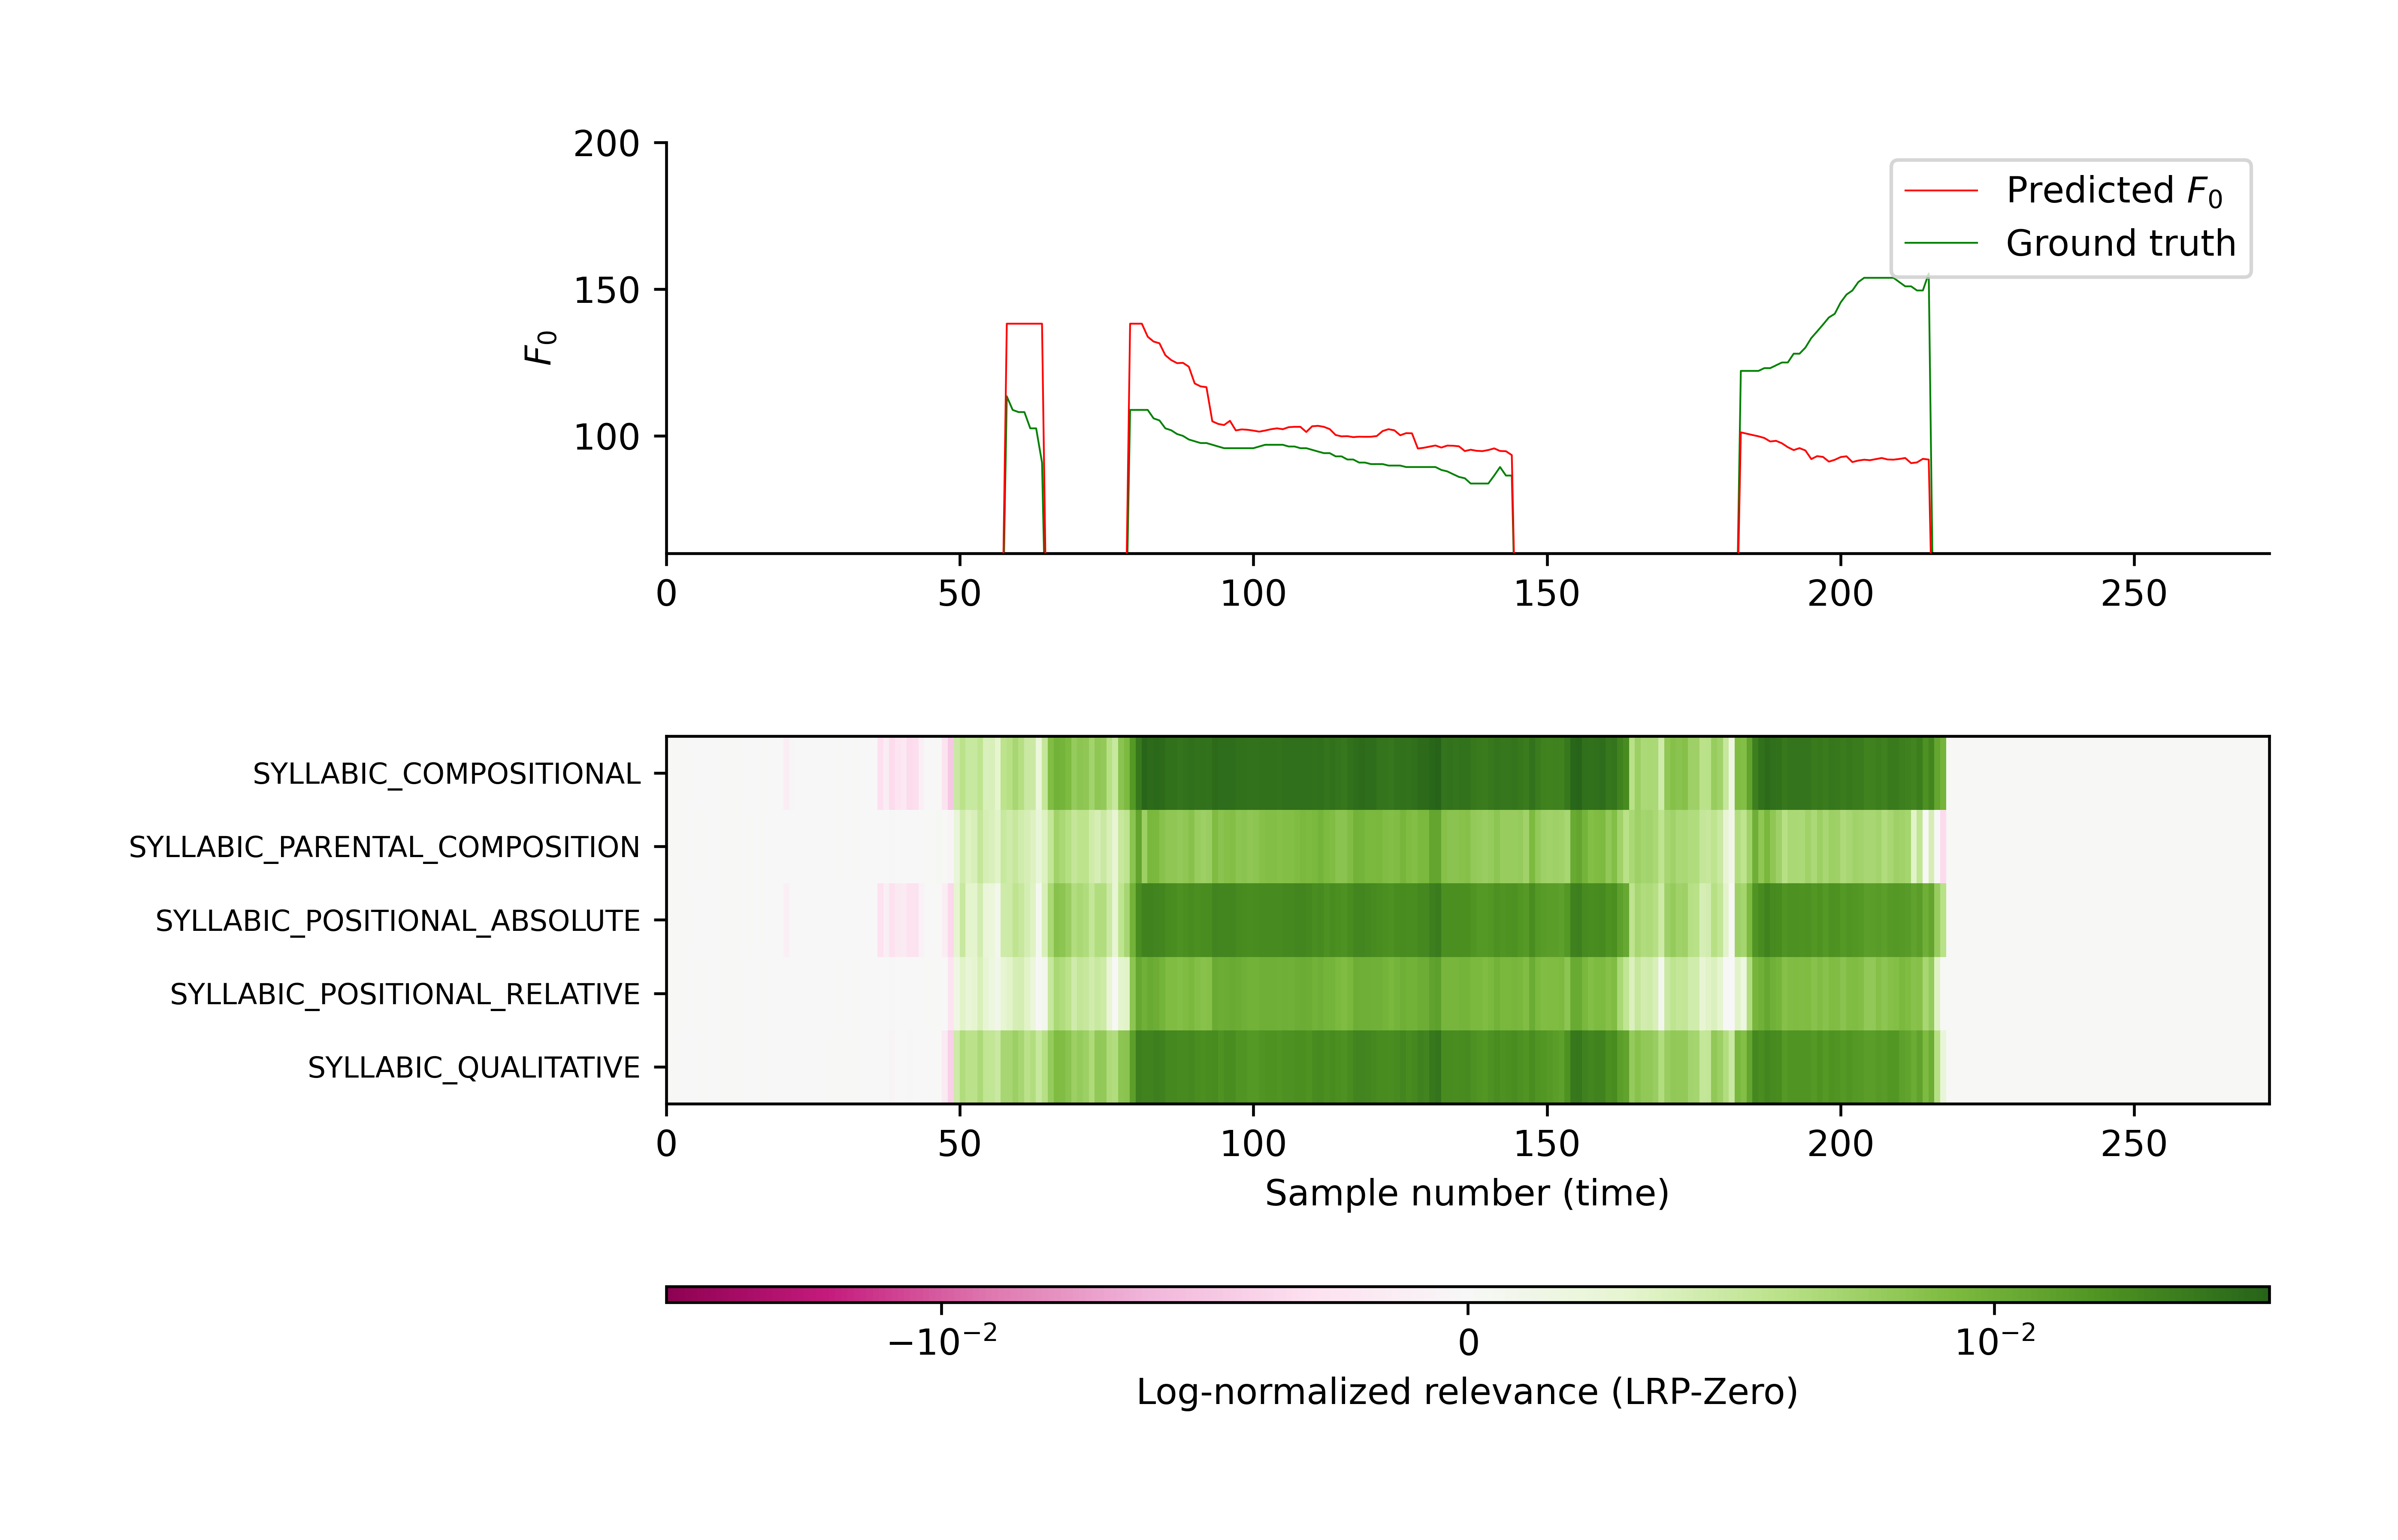 200
150
100
F₀
Predicted F₀
Ground truth
0 50 100 150 200 250
SYLLABIC_COMPOSITIONAL
SYLLABIC_PARENTAL_COMPOSITION
SYLLABIC_POSITIONAL_ABSOLUTE
SYLLABIC_POSITIONAL_RELATIVE
SYLLABIC_QUALITATIVE
0 50 100 150 200 250
Sample number (time)
−10⁻² 0 10⁻²
Log-normalized relevance (LRP-Zero)